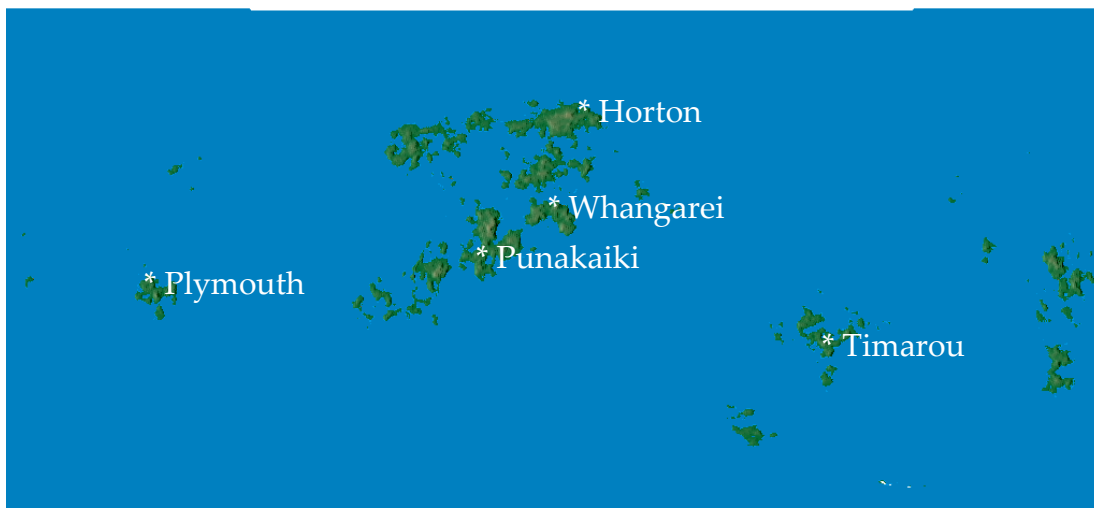 * Horton
* Whangarei
* Punakaiki
* Plymouth
* Timarou